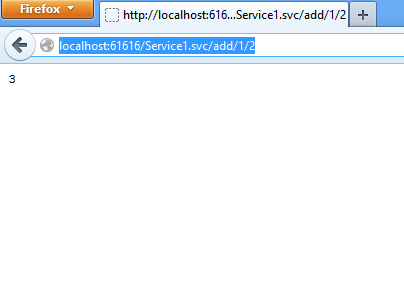 Firefox
http://localhost:616...Service1.svc/add/1/2
localhost:61616/Service1.svc/add/1/2
3